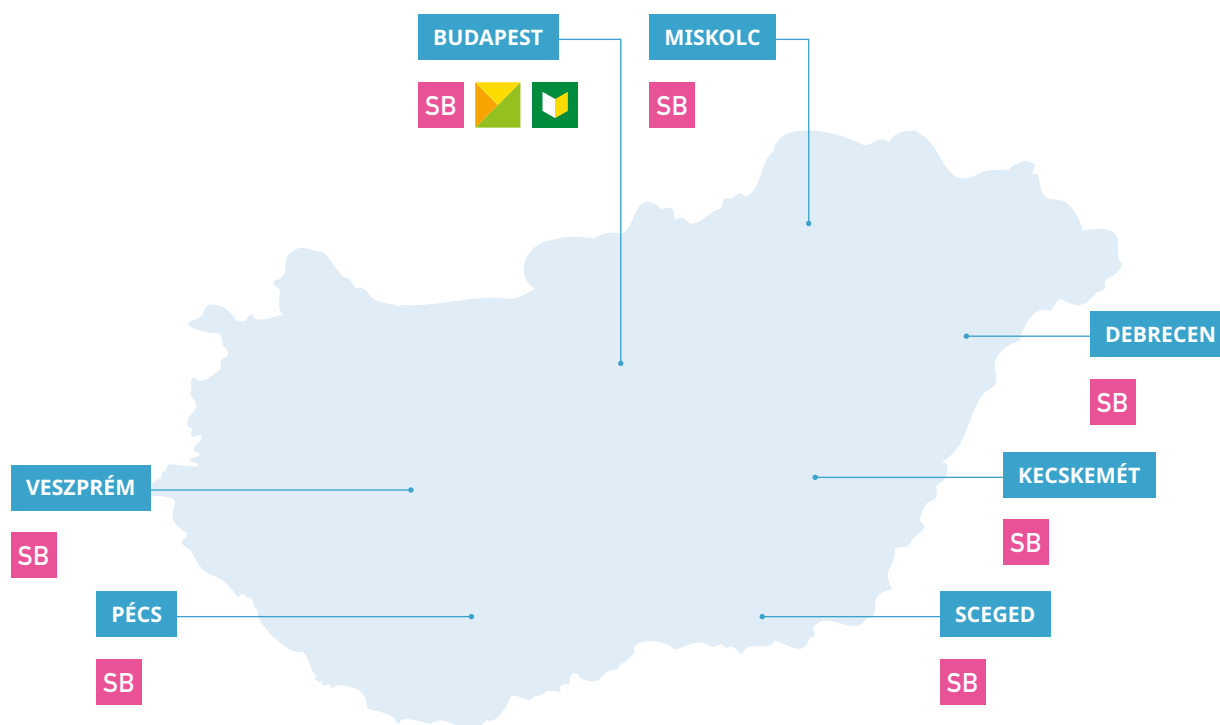 BUDAPEST
SB
MISKOLC
SB
DEBRECEN
SB
KECSKEMÉT
SB
VESZPRÉM
SB
PÉCS
SB
SCEGED
SB